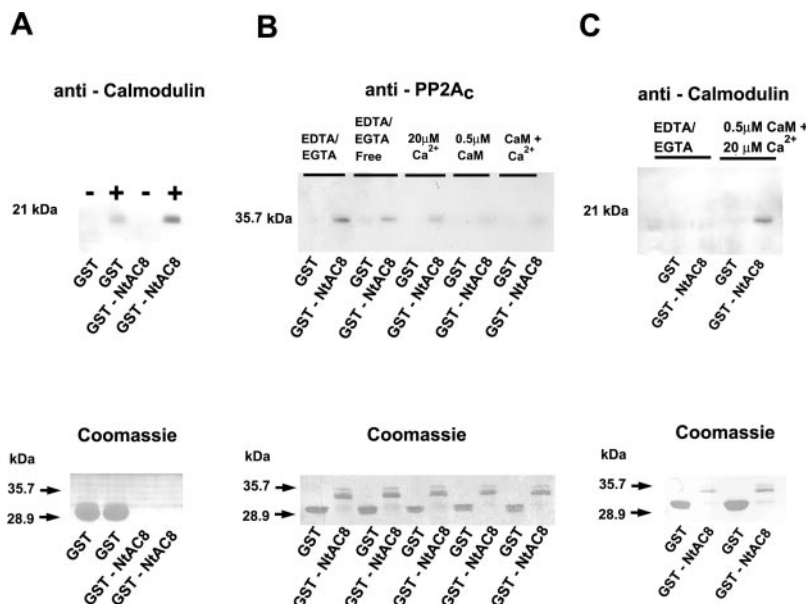 A
anti - Calmodulin
- + - +
21 kDa
GST
GST
GST - NtAC8
GST - NtAC8
Coomassie
kDa
35.7
28.9
GST
GST
GST - NtAC8
GST - NtAC8
B
anti - PP2Ac
EDTA/
EGTA
EDTA/
EGTA
Free
20µM
Ca2+
0.5µM
CaM
CaM +
Ca2+
35.7 kDa
GST
GST - NtAC8
GST
GST - NtAC8
GST
GST - NtAC8
GST
GST - NtAC8
GST
GST - NtAC8
Coomassie
kDa
35.7
28.9
GST
GST - NtAC8
GST
GST - NtAC8
GST
GST - NtAC8
GST
GST - NtAC8
GST
GST - NtAC8
C
anti - Calmodulin
EDTA/
EGTA
0.5µM CaM +
20 µM Ca2+
21 kDa
GST
GST - NtAC8
GST
GST - NtAC8
Coomassie
kDa
35.7
28.9
GST
GST - NtAC8
GST
GST - NtAC8